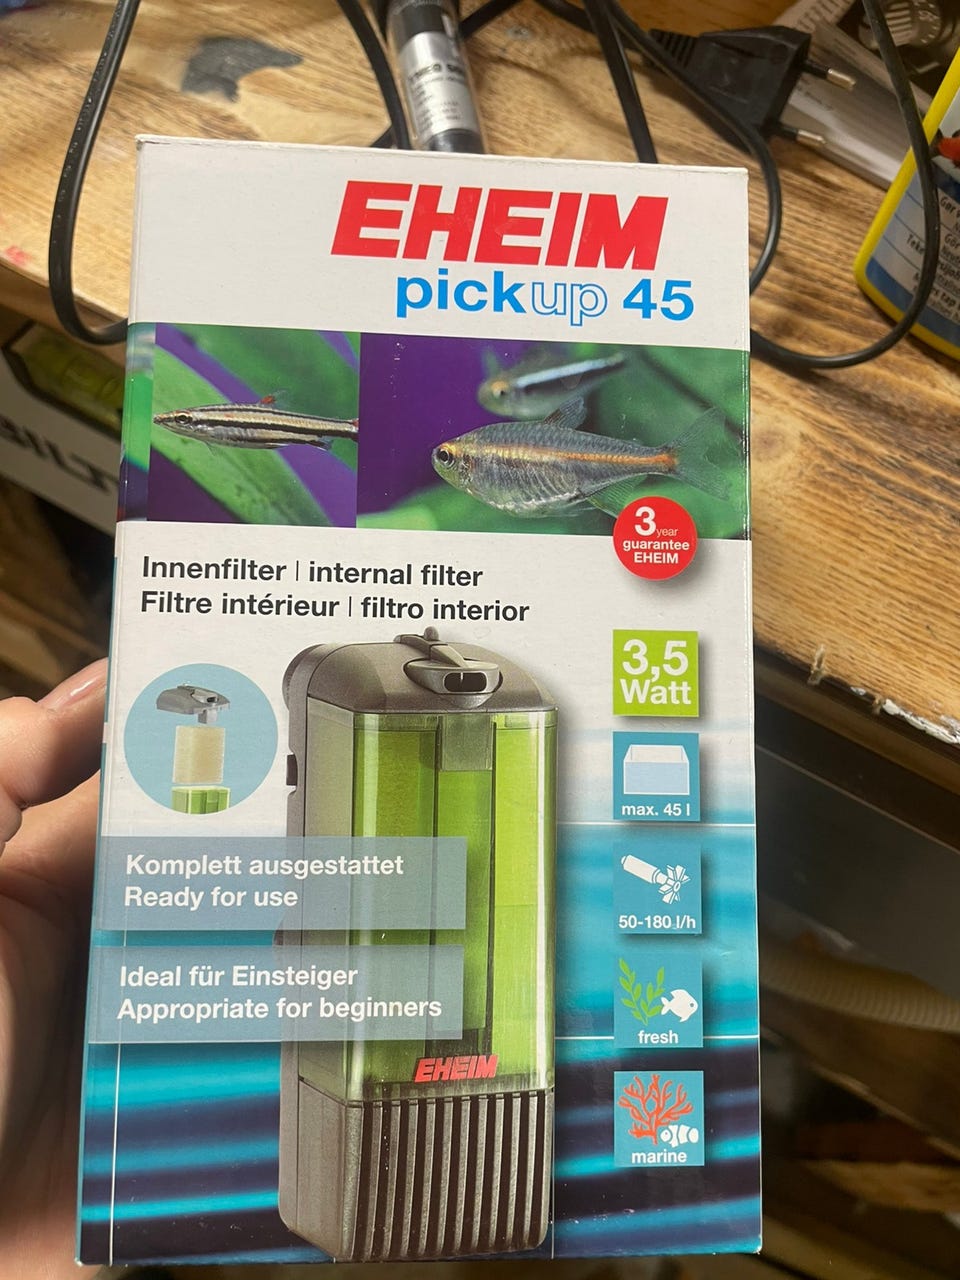 EHEIM
pickup 45
3 year
guarantee
EHEIM
Innenfilter | internal filter
Filtre intérieur | filtro interior
3,5
Watt
max. 45 l
Komplett ausgestattet
Ready for use
50-180 l/h
Ideal für Einsteiger
Appropriate for beginners
fresh
EHEIM
marine